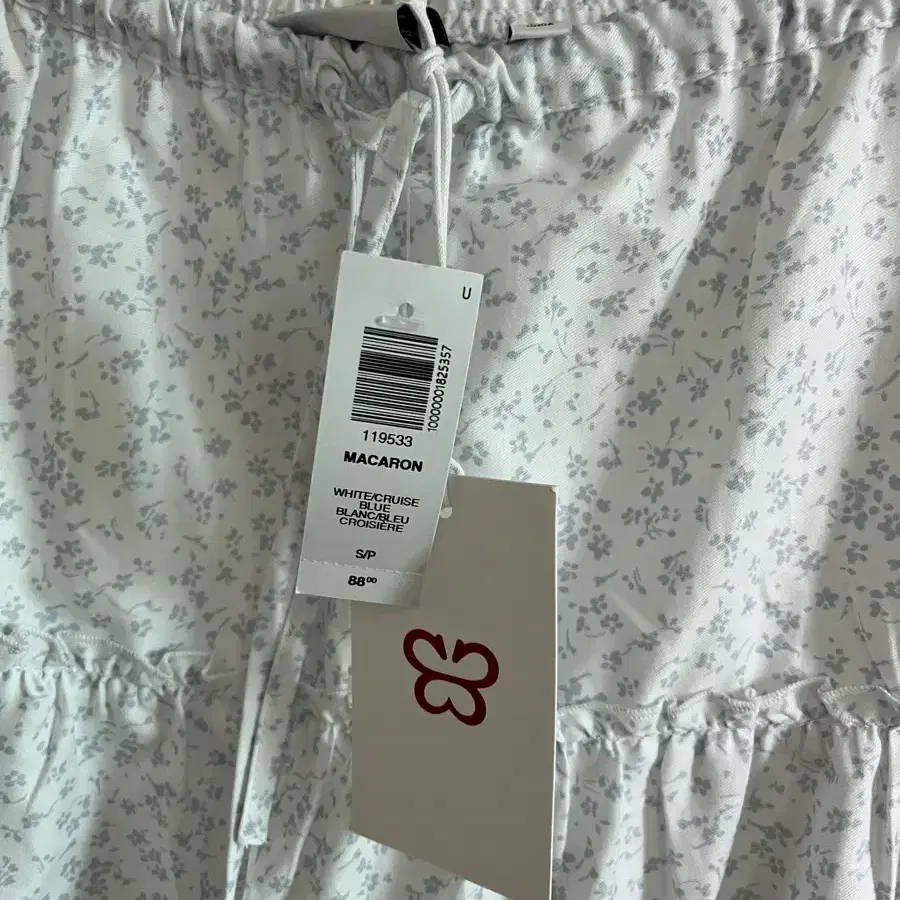 U
10000001825357
119533
MACARON
WHITE/CRUISE
BLUE
BLANC/BLEU
CROISIÈRE
S/P
88⁰⁰